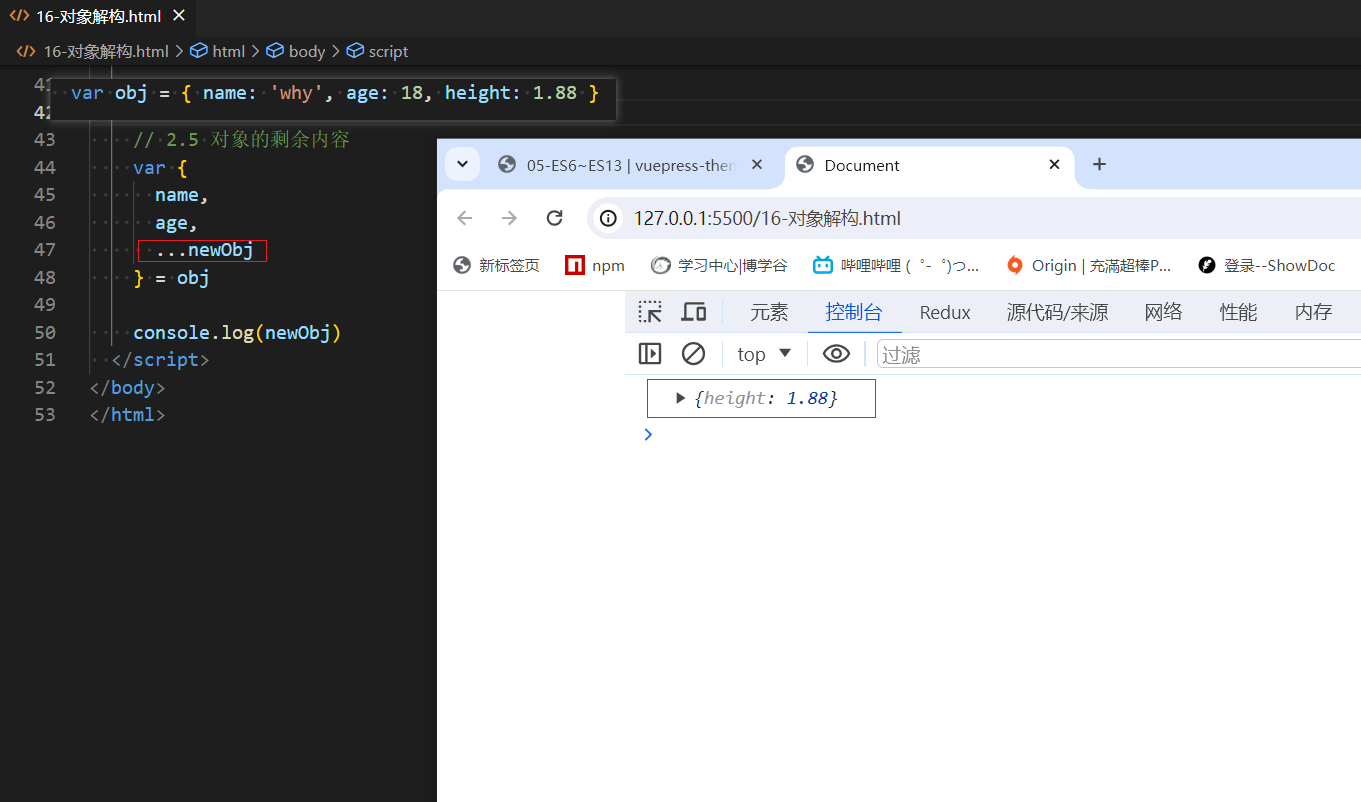 16-对象解构.html
16-对象解构.html > html > body > script
41
var obj = { name: 'why', age: 18, height: 1.88 }
42
43 // 2.5 对象的剩余内容
44 var {
45 name,
46 age,
47 ...newObj
48 } = obj
49
50 console.log(newObj)
51 </script>
52 </body>
53 </html>
05-ES6~ES13 | vuepress-then
Document
127.0.0.1:5500/16-对象解构.html
新标签页 npm 学习中心|博学谷 哔哩哔哩 ( ゜- ゜)つ... Origin | 充满超棒P... 登录--ShowDoc
元素 控制台 Redux 源代码/来源 网络 性能 内存
top 过滤
{height: 1.88}